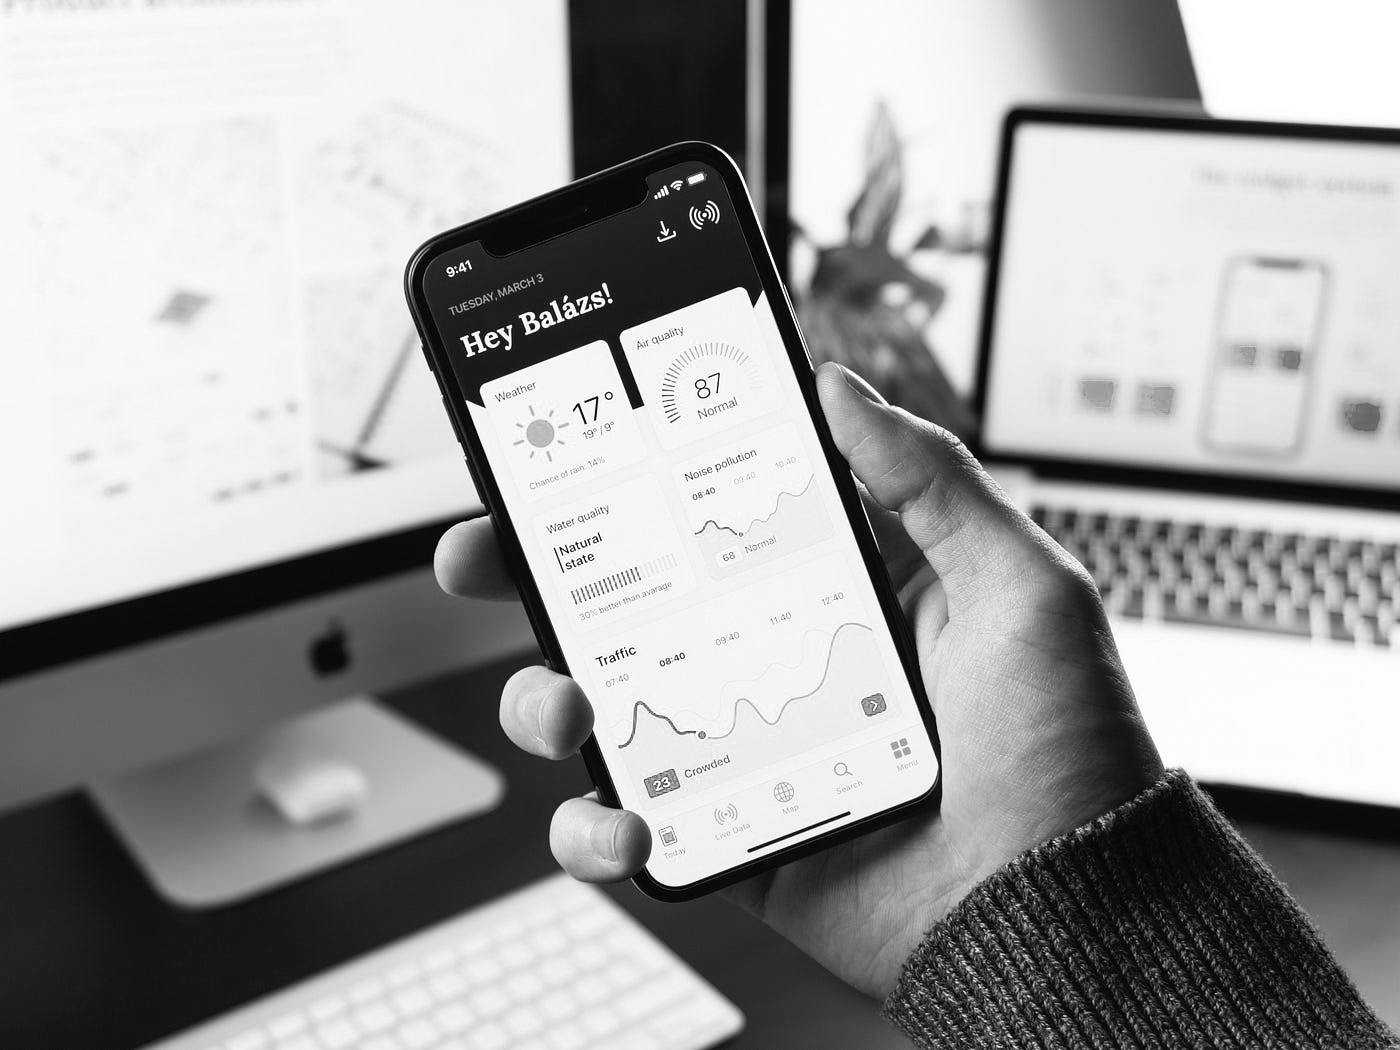 9:41
TUESDAY, MARCH 3
Hey Balázs!
Weather
17°
19° / 9°
Chance of rain: 14%
Air quality
87
Normal
Water quality
Natural
state
30% better than avarage
Noise pollution
08:40 09:40 10:40
68 Normal
Traffic
07:40 08:40 09:40 11:40 12:40
23 Crowded
Today Live Data Map Search Menu